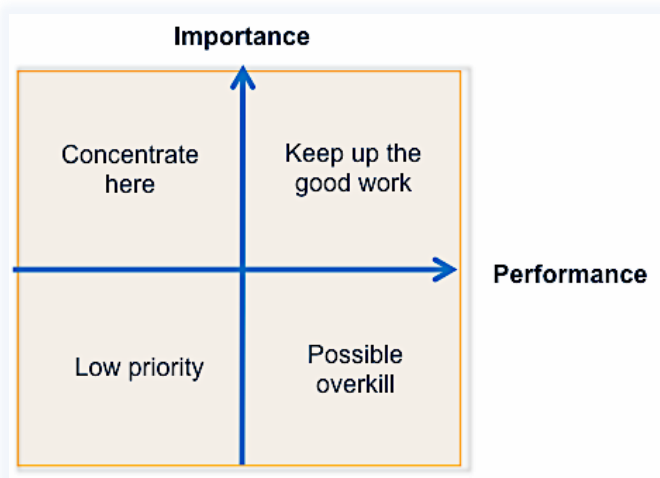 Importance
Concentrate
here
Keep up the
good work
Performance
Low priority
Possible
overkill